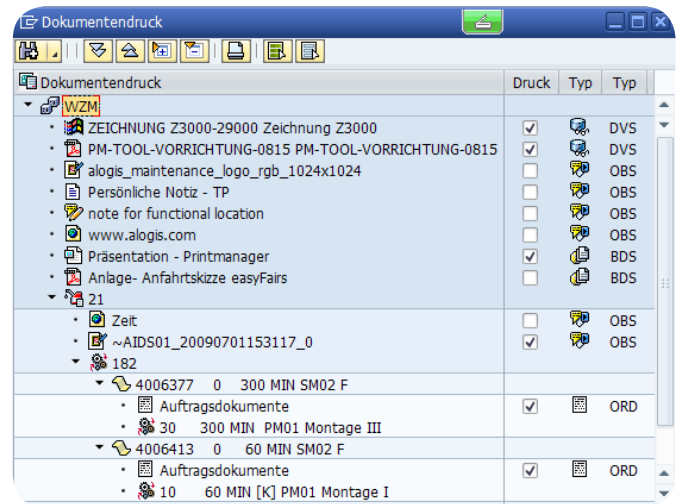 Dokumentendruck
Dokumentendruck Druck Typ Typ
WZM
ZEICHNUNG Z3000-29000 Zeichnung Z3000 DVS
PM-TOOL-VORRICHTUNG-0815 PM-TOOL-VORRICHTUNG-0815 DVS
alogis_maintenance_logo_rgb_1024x1024 OBS
Persönliche Notiz - TP OBS
note for functional location OBS
www.alogis.com OBS
Präsentation - Printmanager BDS
Anlage- Anfahrtskizze easyFairs BDS
21
Zeit OBS
~AIDS01_20090701153117_0 OBS
182
4006377 0 300 MIN SM02 F
Auftragsdokumente ORD
30 300 MIN PM01 Montage III
4006413 0 60 MIN SM02 F
Auftragsdokumente ORD
10 60 MIN [K] PM01 Montage I